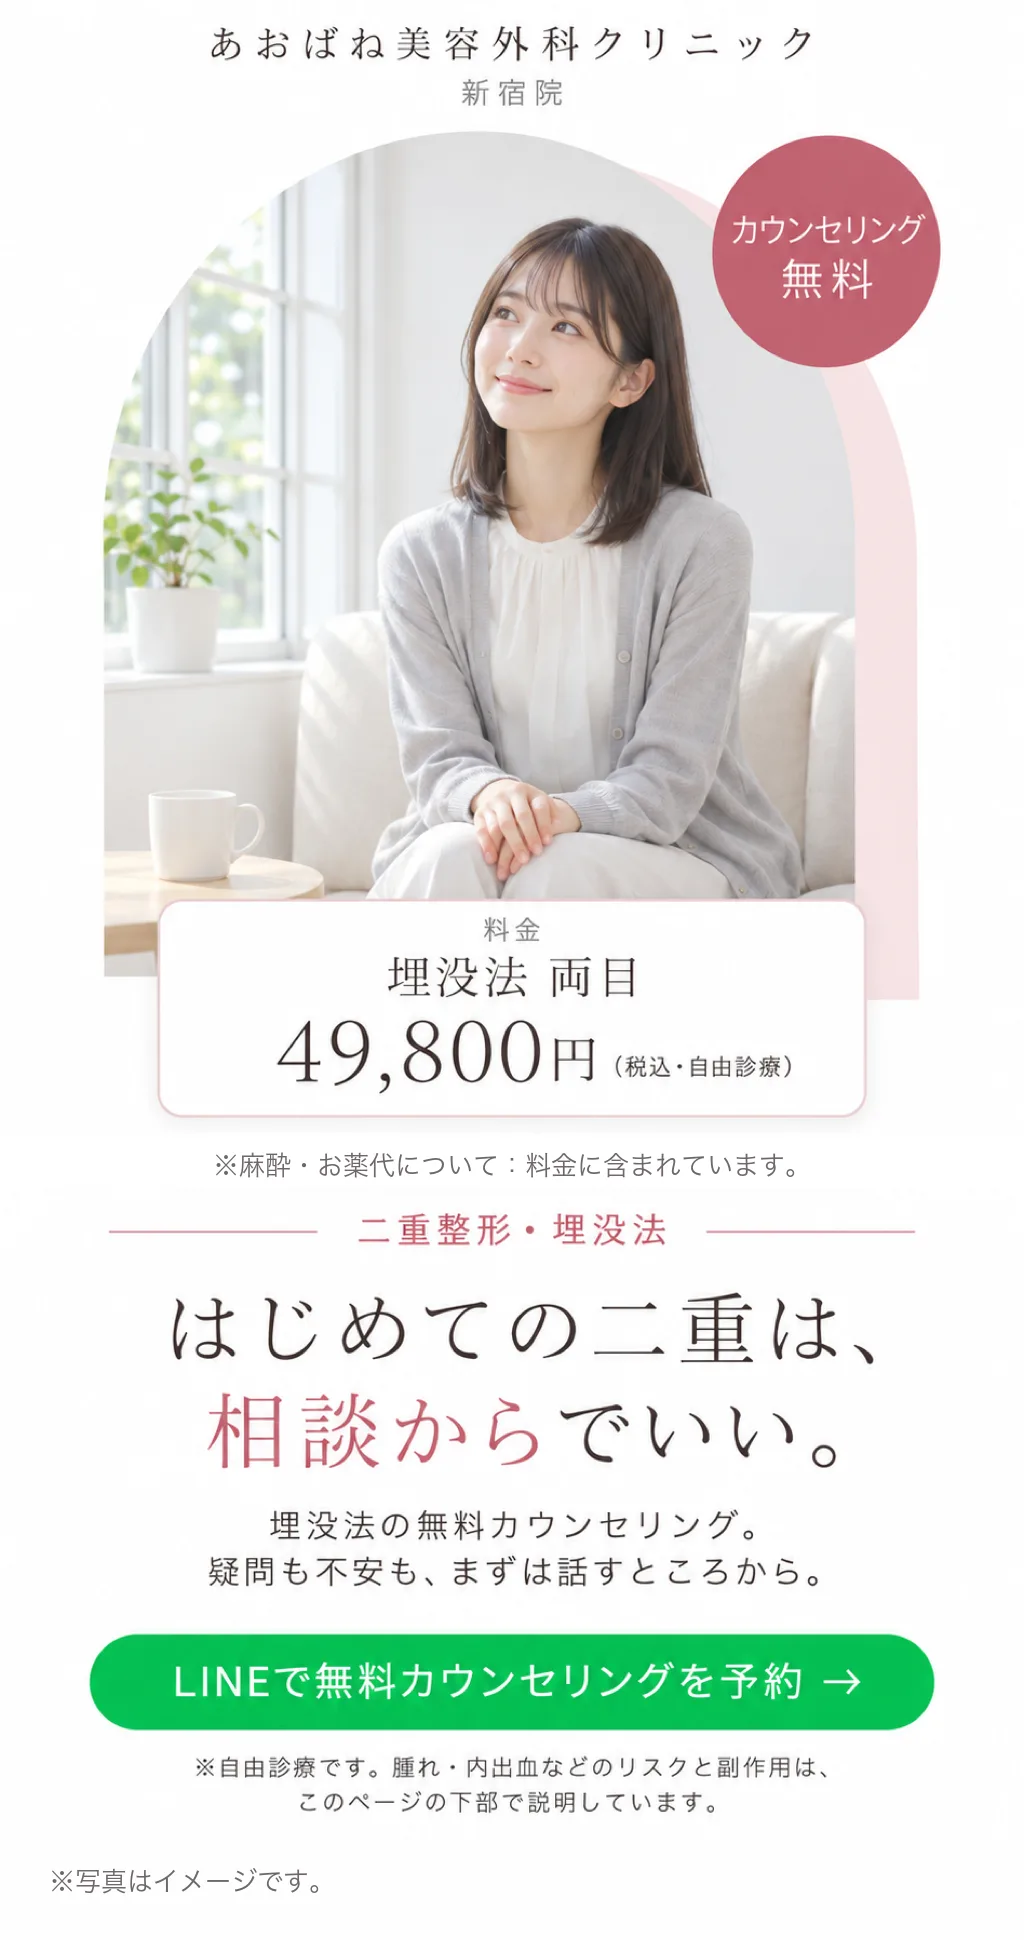 あおばね美容外科クリニック
新宿院
カウンセリング
無料
料金
埋没法 両目
49,800円（税込・自由診療）
※麻酔・お薬代について：料金に含まれています。
二重整形・埋没法
はじめての二重は、
相談からでいい。
埋没法の無料カウンセリング。
疑問も不安も、まずは話すところから。
LINEで無料カウンセリングを予約 →
※自由診療です。腫れ・内出血などのリスクと副作用は、
このページの下部で説明しています。
※写真はイメージです。